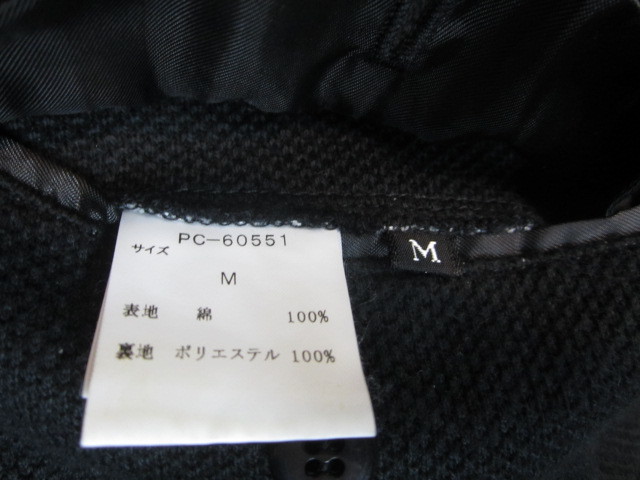 PC-60551
サイズ
M
表地 綿 100%
裏地 ポリエステル 100%
M